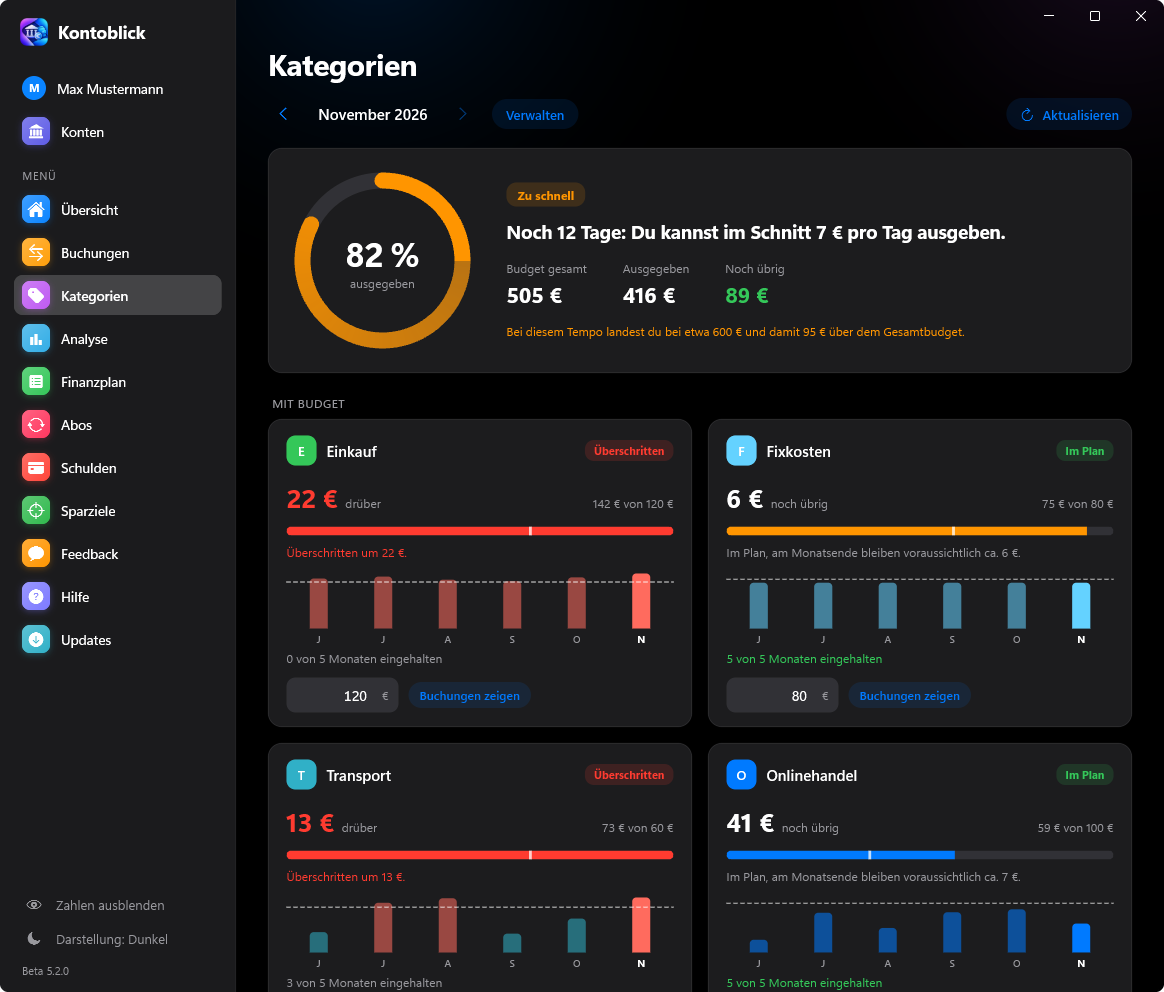 Kontoblick
M Max Mustermann
Konten
MENÜ
Übersicht
Buchungen
Kategorien
Analyse
Finanzplan
Abos
Schulden
Sparziele
Feedback
? Hilfe
Updates
Zahlen ausblenden
Darstellung: Dunkel
Beta 5.2.0
Kategorien
November 2026
Verwalten
Aktualisieren
82 %
ausgegeben
Zu schnell
Noch 12 Tage: Du kannst im Schnitt 7 € pro Tag ausgeben.
Budget gesamt Ausgegeben Noch übrig
505 € 416 € 89 €
Bei diesem Tempo landest du bei etwa 600 € und damit 95 € über dem Gesamtbudget.
MIT BUDGET
E Einkauf Überschritten
22 € drüber 142 € von 120 €
Überschritten um 22 €.
J J A S O N
0 von 5 Monaten eingehalten
120 € Buchungen zeigen
F Fixkosten Im Plan
6 € noch übrig 75 € von 80 €
Im Plan, am Monatsende bleiben voraussichtlich ca. 6 €.
J J A S O N
5 von 5 Monaten eingehalten
80 € Buchungen zeigen
T Transport Überschritten
13 € drüber 73 € von 60 €
Überschritten um 13 €.
J J A S O N
3 von 5 Monaten eingehalten
O Onlinehandel Im Plan
41 € noch übrig 59 € von 100 €
Im Plan, am Monatsende bleiben voraussichtlich ca. 7 €.
J J A S O N
5 von 5 Monaten eingehalten